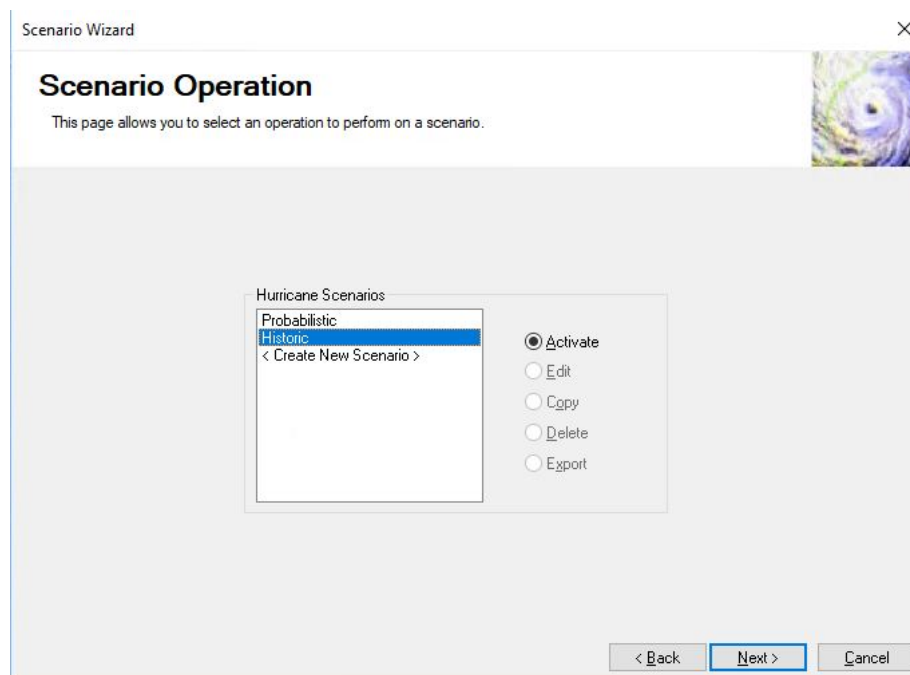 Scenario Wizard
Scenario Operation
This page allows you to select an operation to perform on a scenario.
Hurricane Scenarios
Probabilistic
Historic
< Create New Scenario >
Activate
Edit
Copy
Delete
Export
< Back
Next >
Cancel